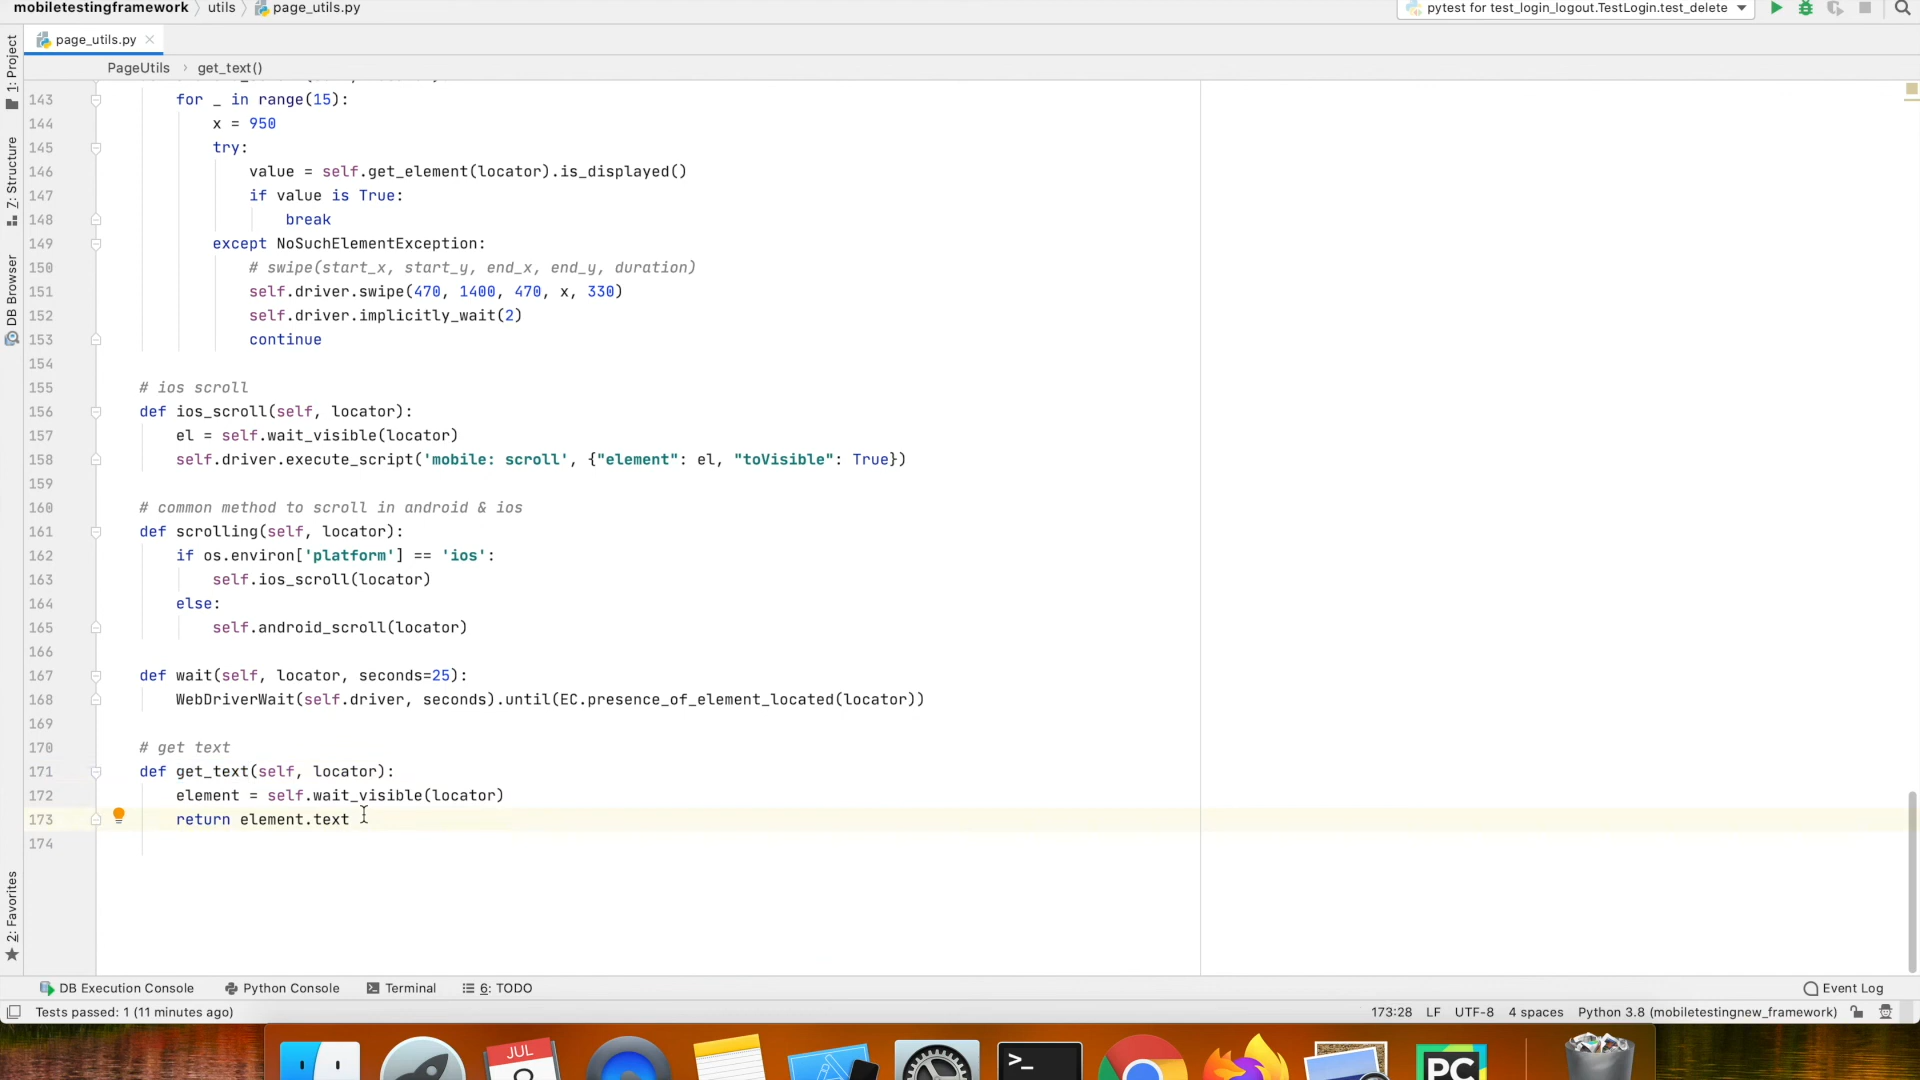 mobiletestingframework utils page_utils.py
pytest for test_login_logout.TestLogin.test_delete
page_utils.py
PageUtils get_text()
1: Project
Z: Structure
DB Browser
2: Favorites
143 for _ in range(15):
144 x = 950
145 try:
146 value = self.get_element(locator).is_displayed()
147 if value is True:
148 break
149 except NoSuchElementException:
150 # swipe(start_x, start_y, end_x, end_y, duration)
151 self.driver.swipe(470, 1400, 470, x, 330)
152 self.driver.implicitly_wait(2)
153 continue
154
155 # ios scroll
156 def ios_scroll(self, locator):
157 el = self.wait_visible(locator)
158 self.driver.execute_script('mobile: scroll', {"element": el, "toVisible": True})
159
160 # common method to scroll in android & ios
161 def scrolling(self, locator):
162 if os.environ['platform'] == 'ios':
163 self.ios_scroll(locator)
164 else:
165 self.android_scroll(locator)
166
167 def wait(self, locator, seconds=25):
168 WebDriverWait(self.driver, seconds).until(EC.presence_of_element_located(locator))
169
170 # get text
171 def get_text(self, locator):
172 element = self.wait_visible(locator)
173 return element.text
174
DB Execution Console Python Console Terminal 6: TODO Event Log
Tests passed: 1 (11 minutes ago) 173:28 LF UTF-8 4 spaces Python 3.8 (mobiletestingnew_framework)
JUL
>_
PC